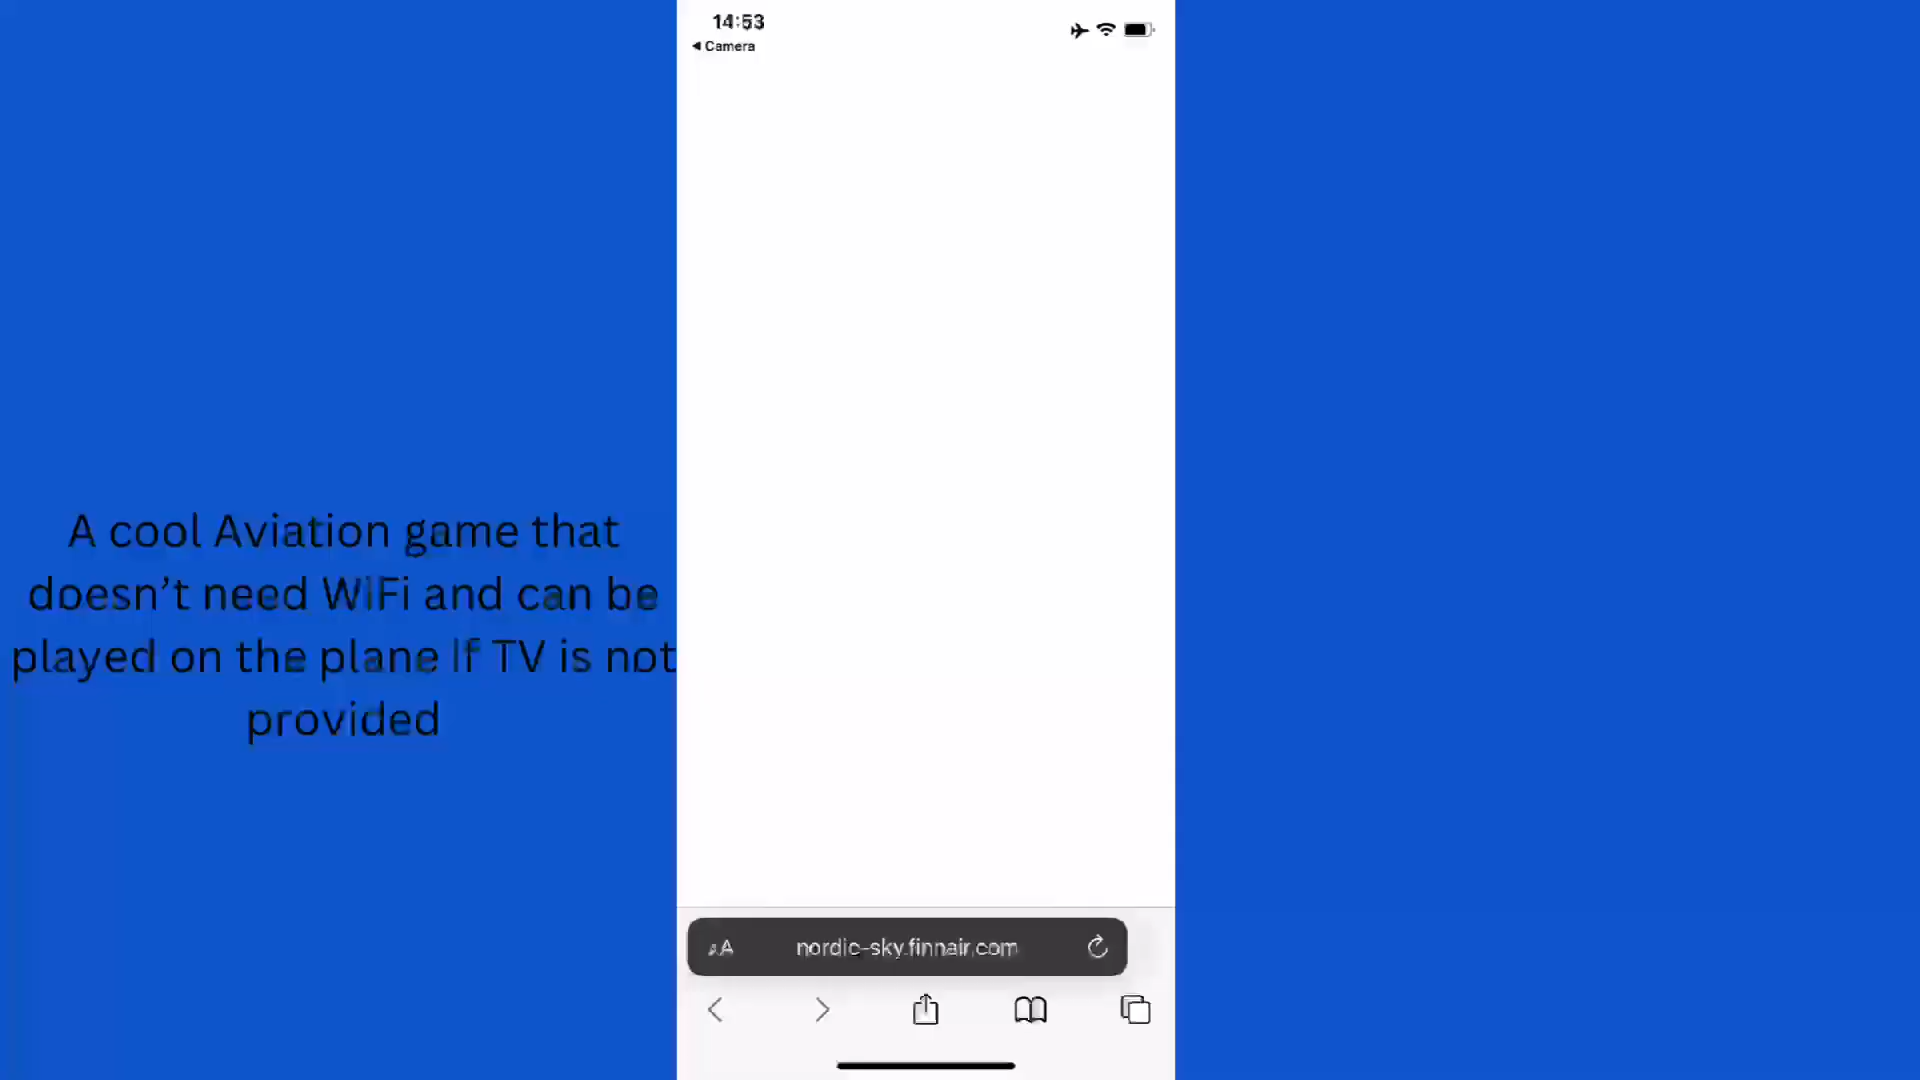 14:53
Camera
A cool Aviation game that
doesn’t need WiFi and can be
played on the plane If TV is not
provided
AA nordic-sky.finnair.com